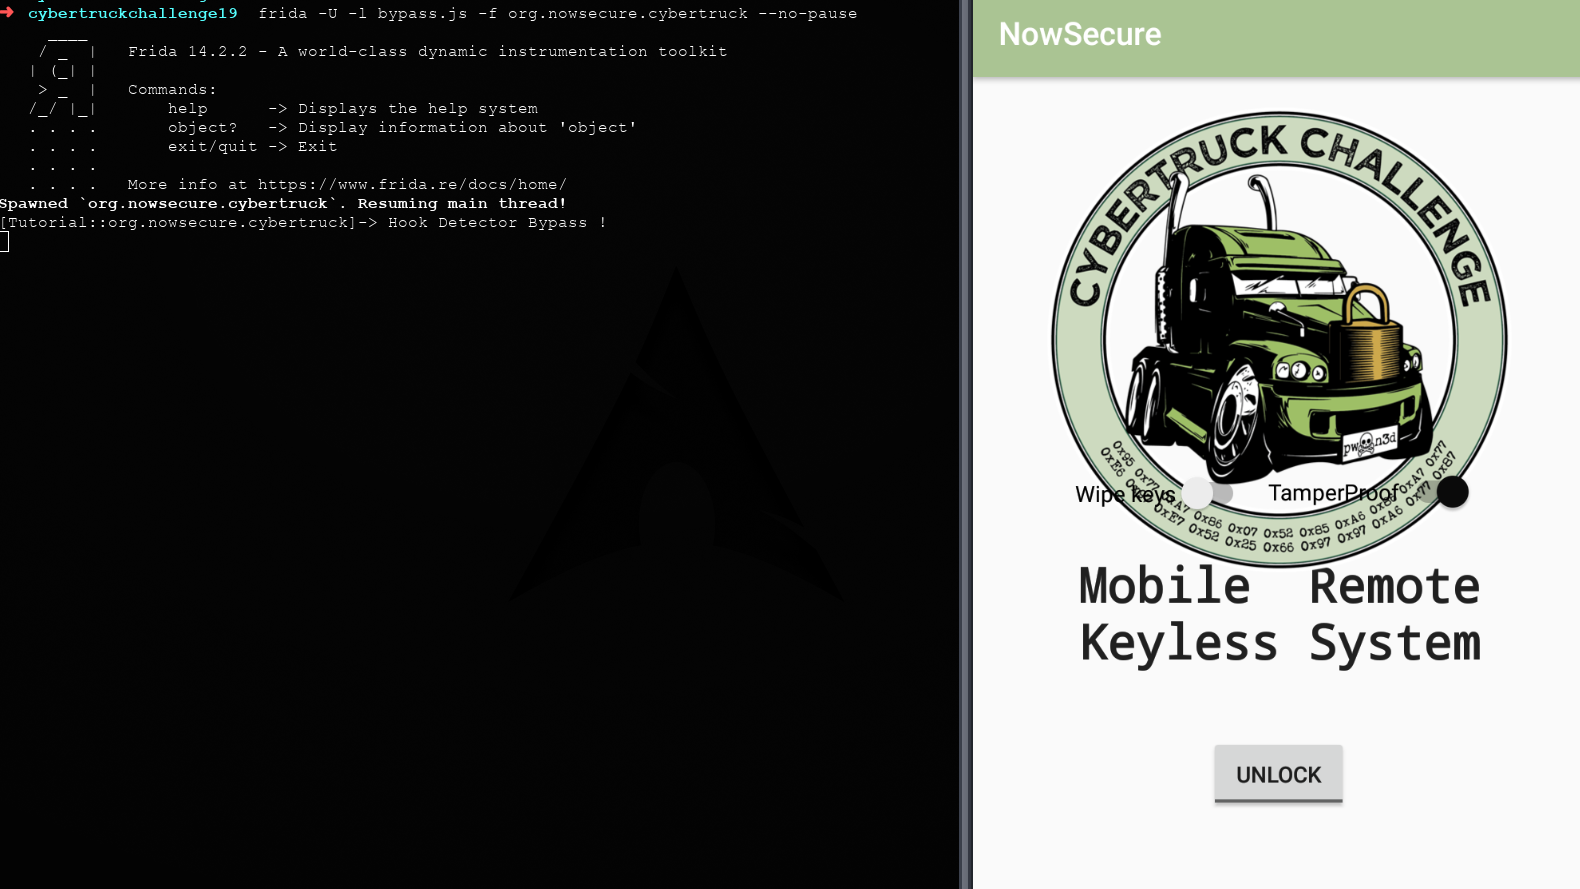 ➜ cybertruckchallenge19 frida -U -l bypass.js -f org.nowsecure.cybertruck --no-pause
____
/ _ | Frida 14.2.2 - A world-class dynamic instrumentation toolkit
| (_| |
> _ | Commands:
/_/ |_| help -> Displays the help system
. . . . object? -> Display information about 'object'
. . . . exit/quit -> Exit
. . . .
. . . . More info at https://www.frida.re/docs/home/
Spawned `org.nowsecure.cybertruck`. Resuming main thread!
[Tutorial::org.nowsecure.cybertruck]-> Hook Detector Bypass !
NowSecure
CYBERTRUCK CHALLENGE
pw n3d
Wipe keys
TamperProof
0x95 0x77 0xA7 0x86 0x07 0x52 0x85 0xA6 0xA7 0x77
0xE6 0xE7 0x52 0x25 0x66 0x97 0x97 0xA6 0x77 0x87
Mobile Remote
Keyless System
UNLOCK